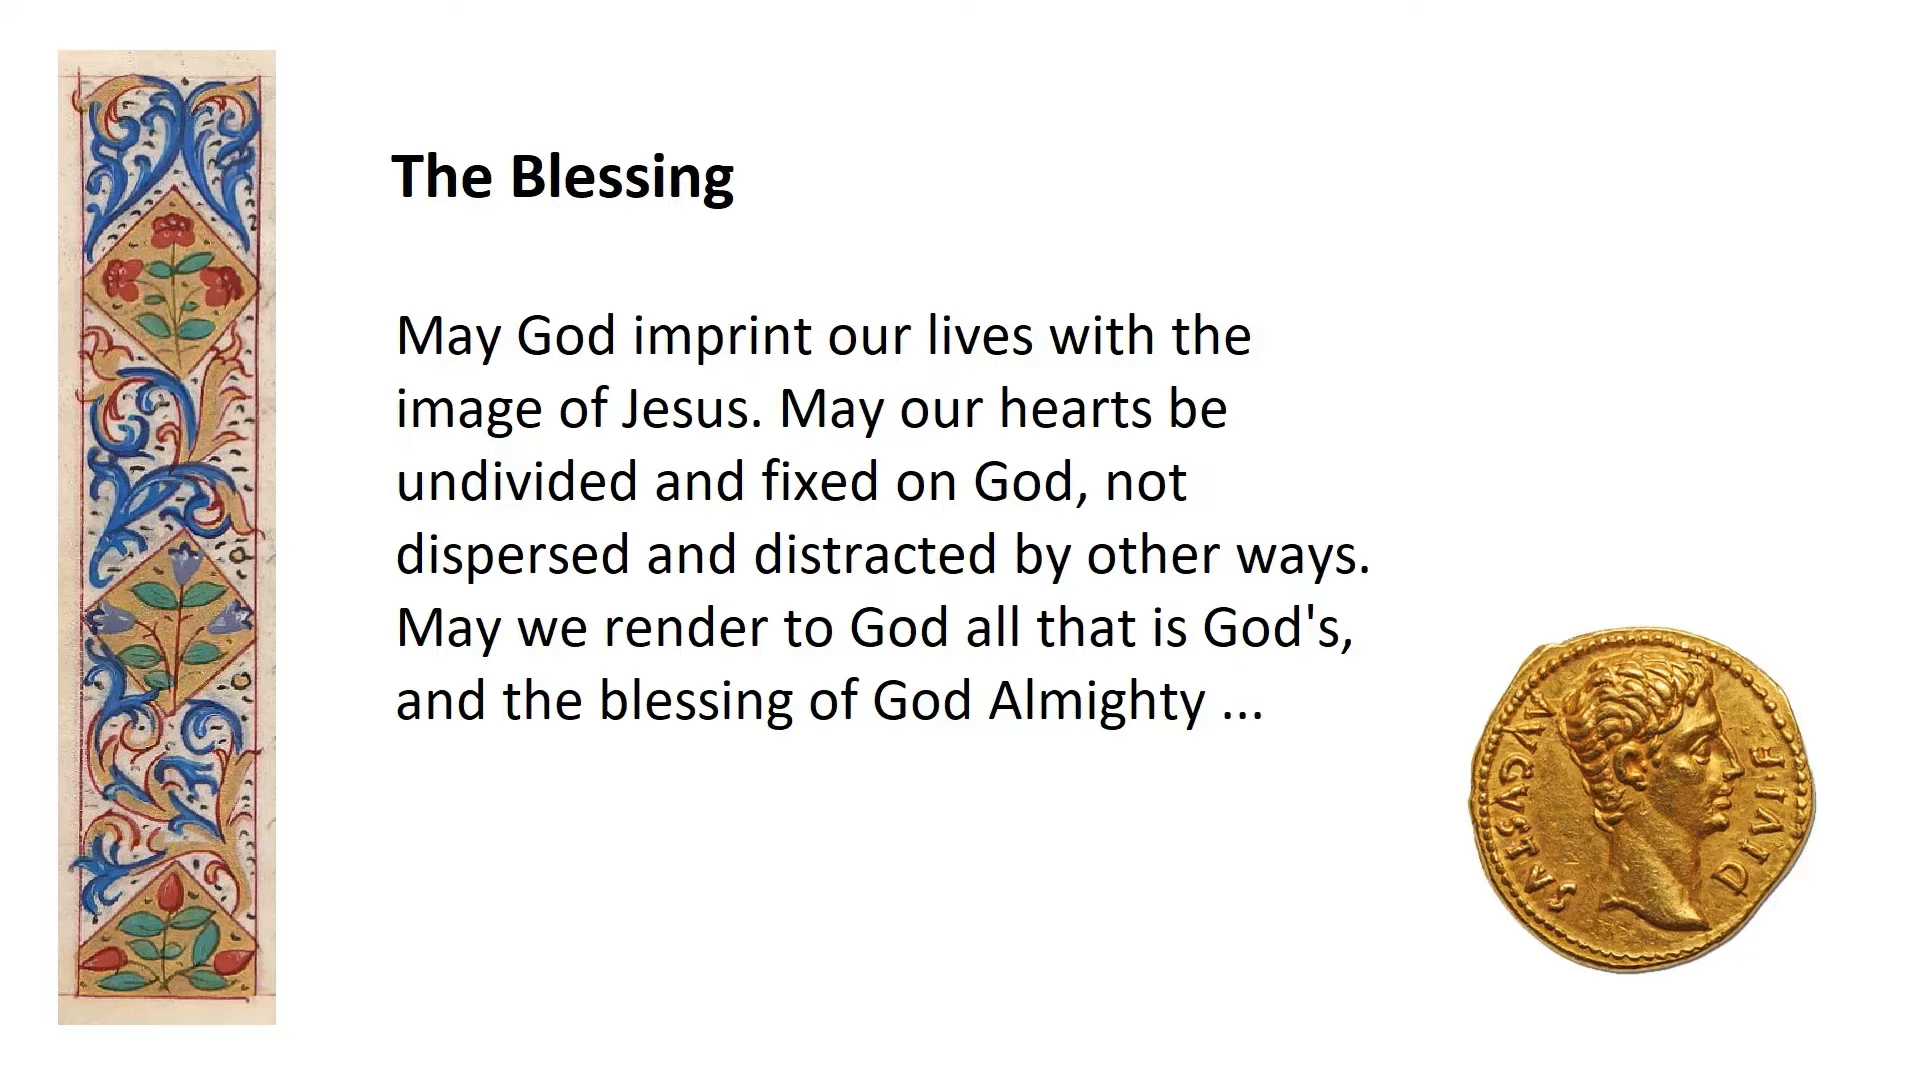 The Blessing
May God imprint our lives with the
image of Jesus. May our hearts be
undivided and fixed on God, not
dispersed and distracted by other ways.
May we render to God all that is God's,
and the blessing of God Almighty ...
AVGVSTVS
DIVI·F